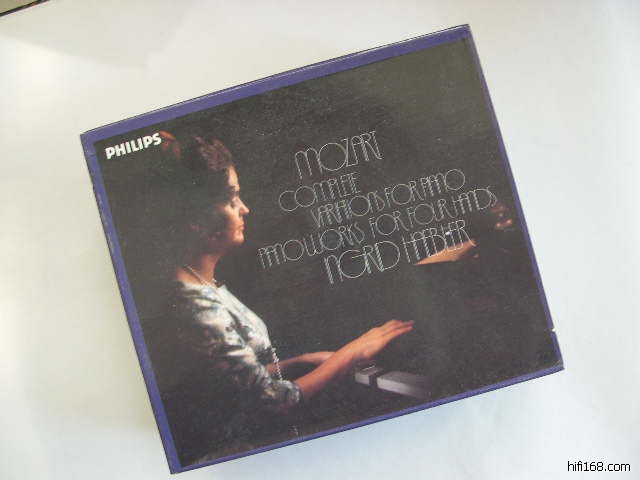 PHILIPS
MOZART
COMPLETE
VARIATIONS FOR PIANO
PIANO WORKS FOR FOUR HANDS
INGRID HAEBLER
hifi168.com